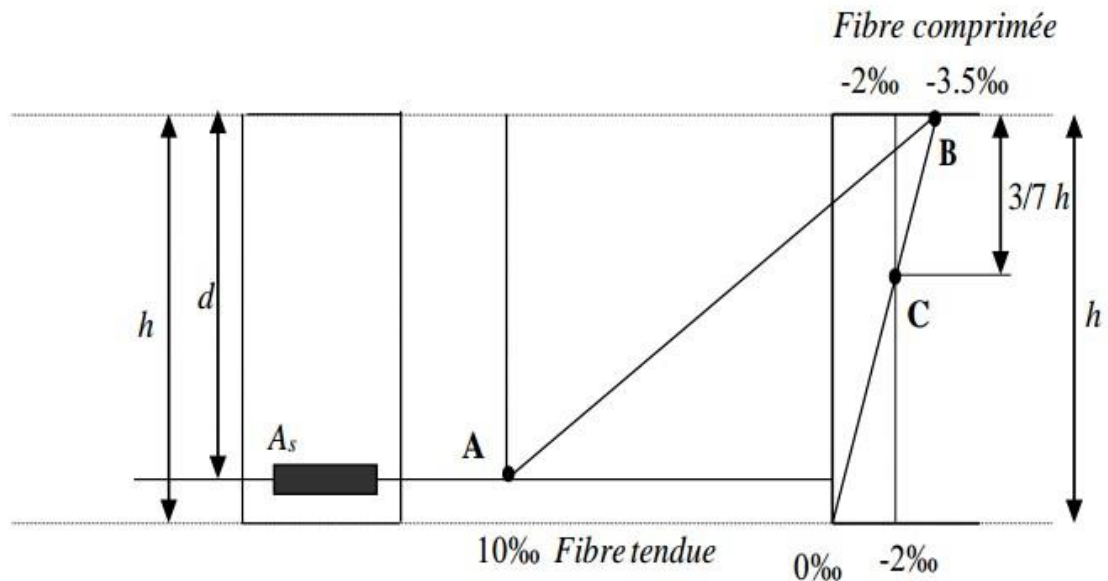 Fibre comprimée
-2‰ -3.5‰
B
3/7 h
h
d
h
C
A
As
10‰ Fibre tendue
0‰
-2‰